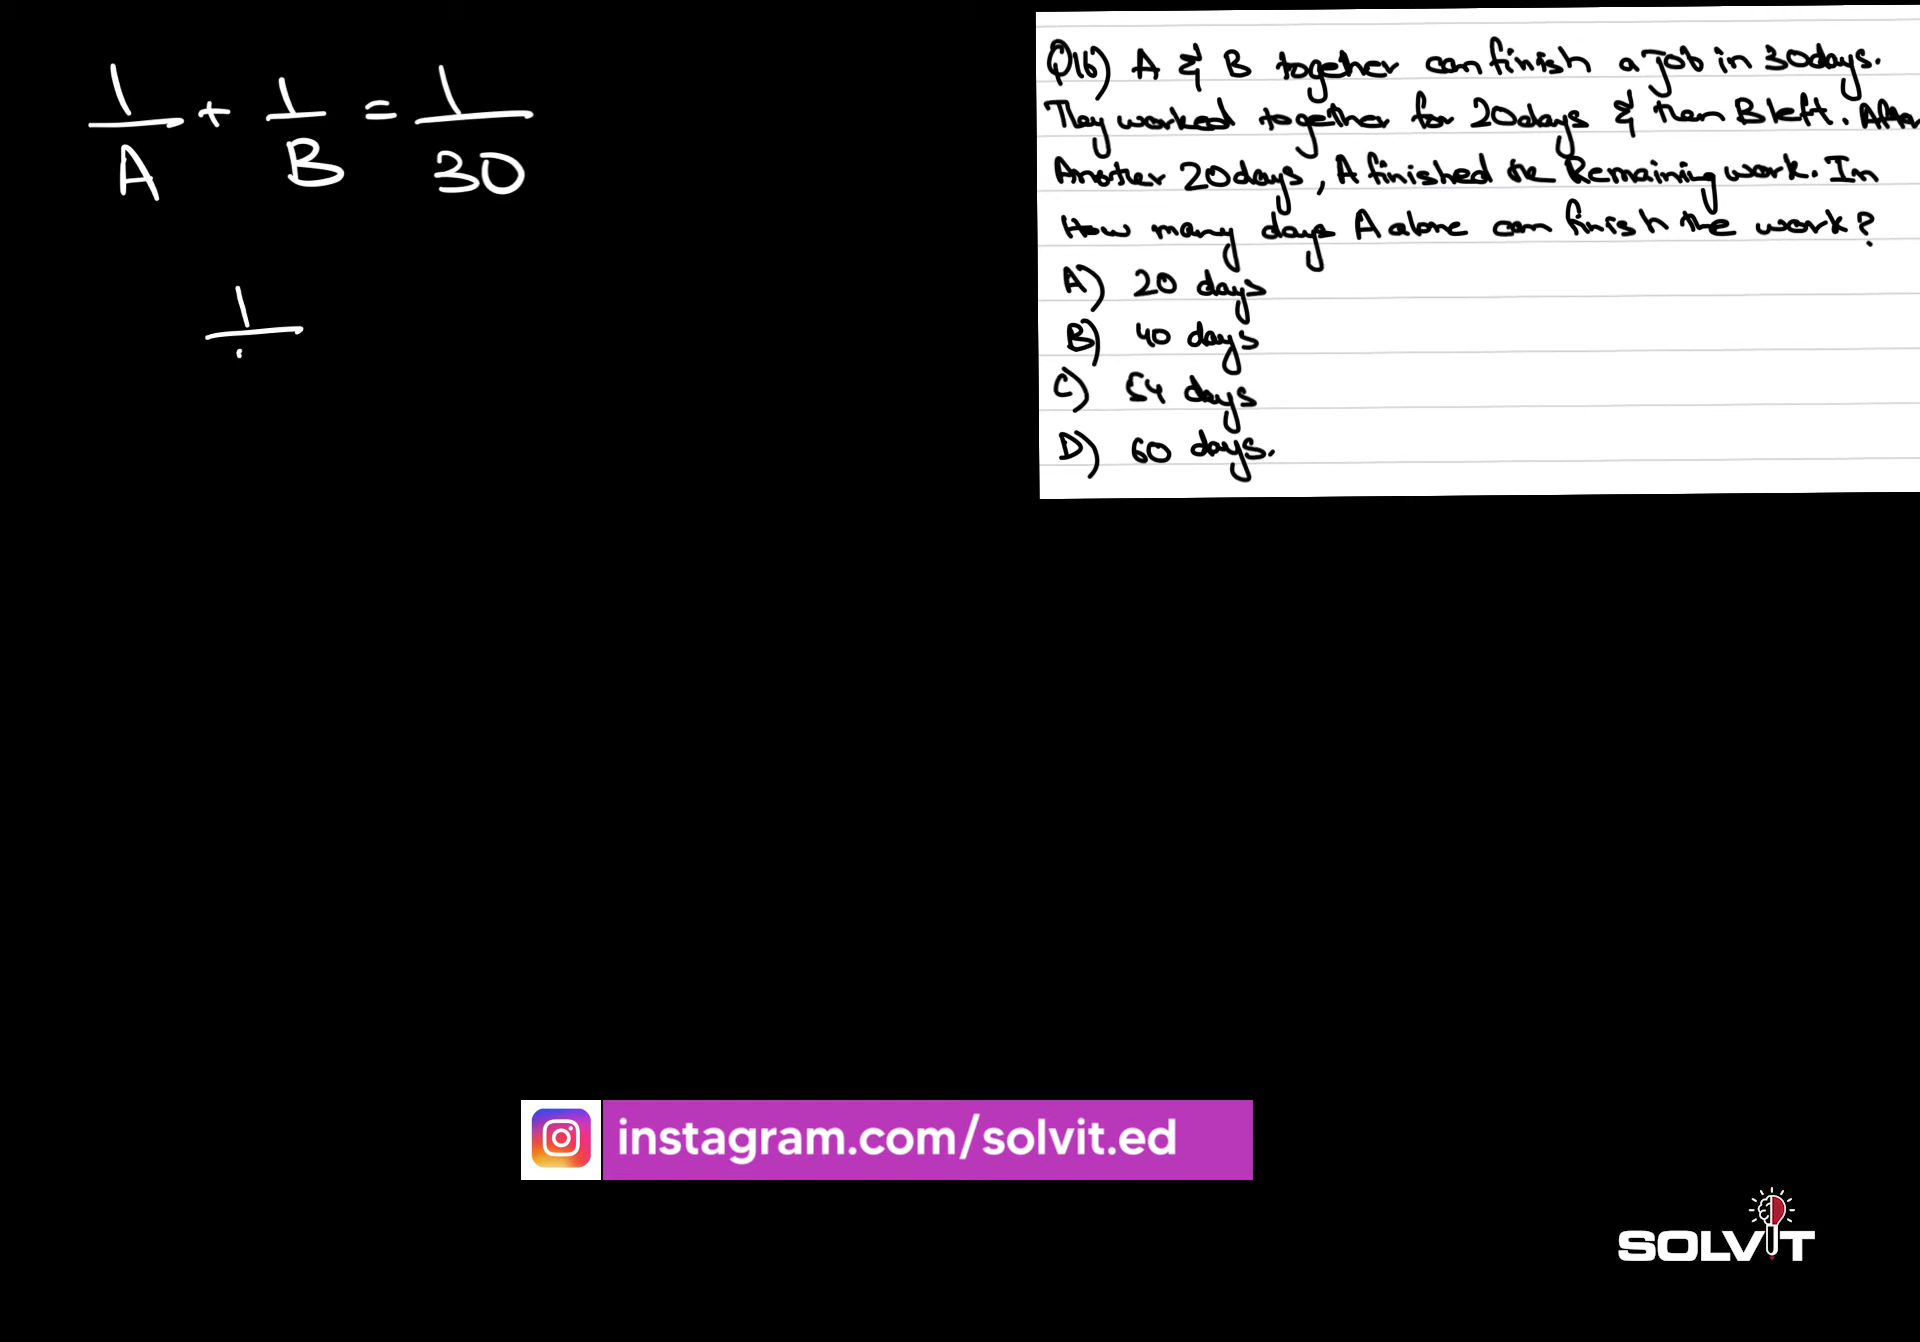 1/A + 1/B = 1/30
1/
Q16) A & B together can finish a job in 30days.
They worked together for 20days & then B left. After
Another 20days, A finished the Remaining work. In
How many days A alone can finish the work?
A) 20 days
B) 40 days
C) 54 days
D) 60 days.
instagram.com/solvit.ed
SOLVIT